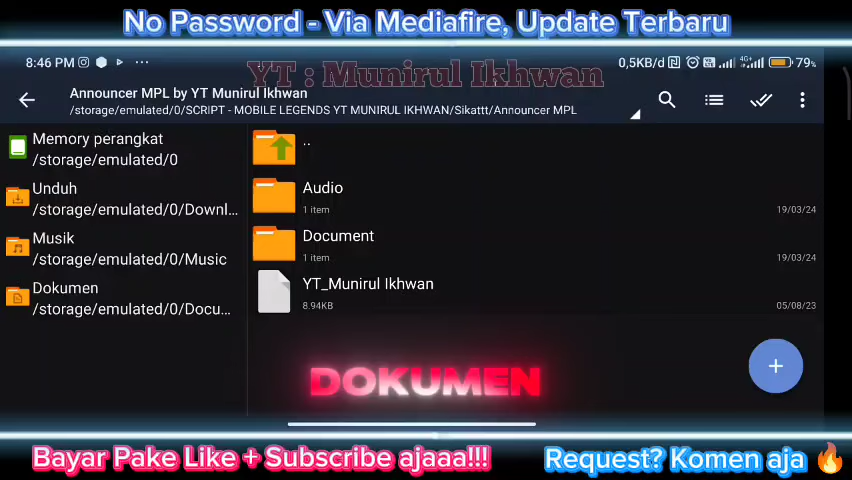 No Password - Via Mediafire, Update Terbaru
8:46 PM
0,5KB/d
4G+
79%
YT : Munirul Ikhwan
Announcer MPL by YT Munirul Ikhwan
/storage/emulated/0/SCRIPT - MOBILE LEGENDS YT MUNIRUL IKHWAN/Sikattt/Announcer MPL
Memory perangkat
/storage/emulated/0
Unduh
/storage/emulated/0/Downl...
Musik
/storage/emulated/0/Music
Dokumen
/storage/emulated/0/Docu...
..
Audio
1 item
19/03/24
Document
1 item
19/03/24
YT_Munirul Ikhwan
8.94KB
05/08/23
DOKUMEN
Bayar Pake Like + Subscribe ajaaa!!!
Request? Komen aja 🔥